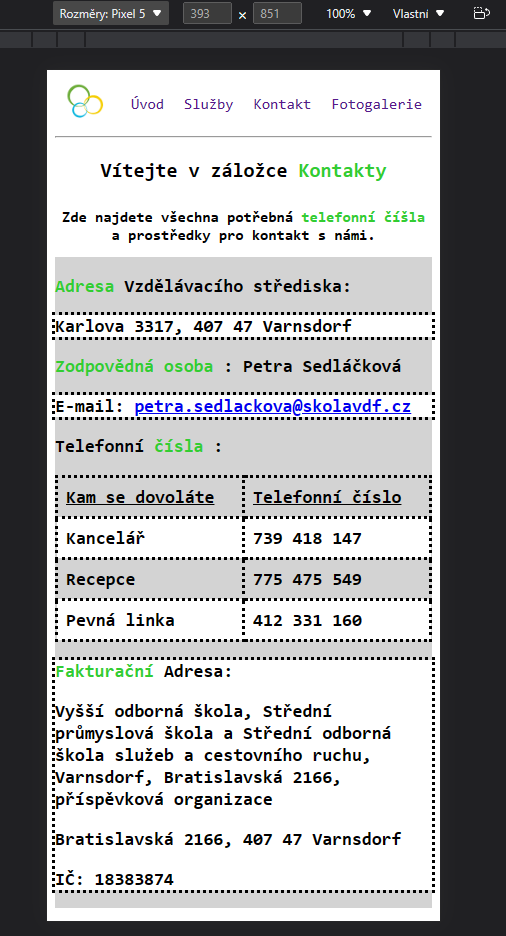 Rozměry: Pixel 5 ▼ 393 × 851 100% ▼ Vlastní ▼
Úvod Služby Kontakt Fotogalerie
Vítejte v záložce Kontakty
Zde najdete všechna potřebná telefonní číšla
a prostředky pro kontakt s námi.
Adresa Vzdělávacího střediska:
Karlova 3317, 407 47 Varnsdorf
Zodpovědná osoba : Petra Sedláčková
E-mail: petra.sedlackova@skolavdf.cz
Telefonní čísla :
Kam se dovoláte Telefonní číslo
Kancelář 739 418 147
Recepce 775 475 549
Pevná linka 412 331 160
Fakturační Adresa:
Vyšší odborná škola, Střední
průmyslová škola a Střední odborná
škola služeb a cestovního ruchu,
Varnsdorf, Bratislavská 2166,
příspěvková organizace
Bratislavská 2166, 407 47 Varnsdorf
IČ: 18383874